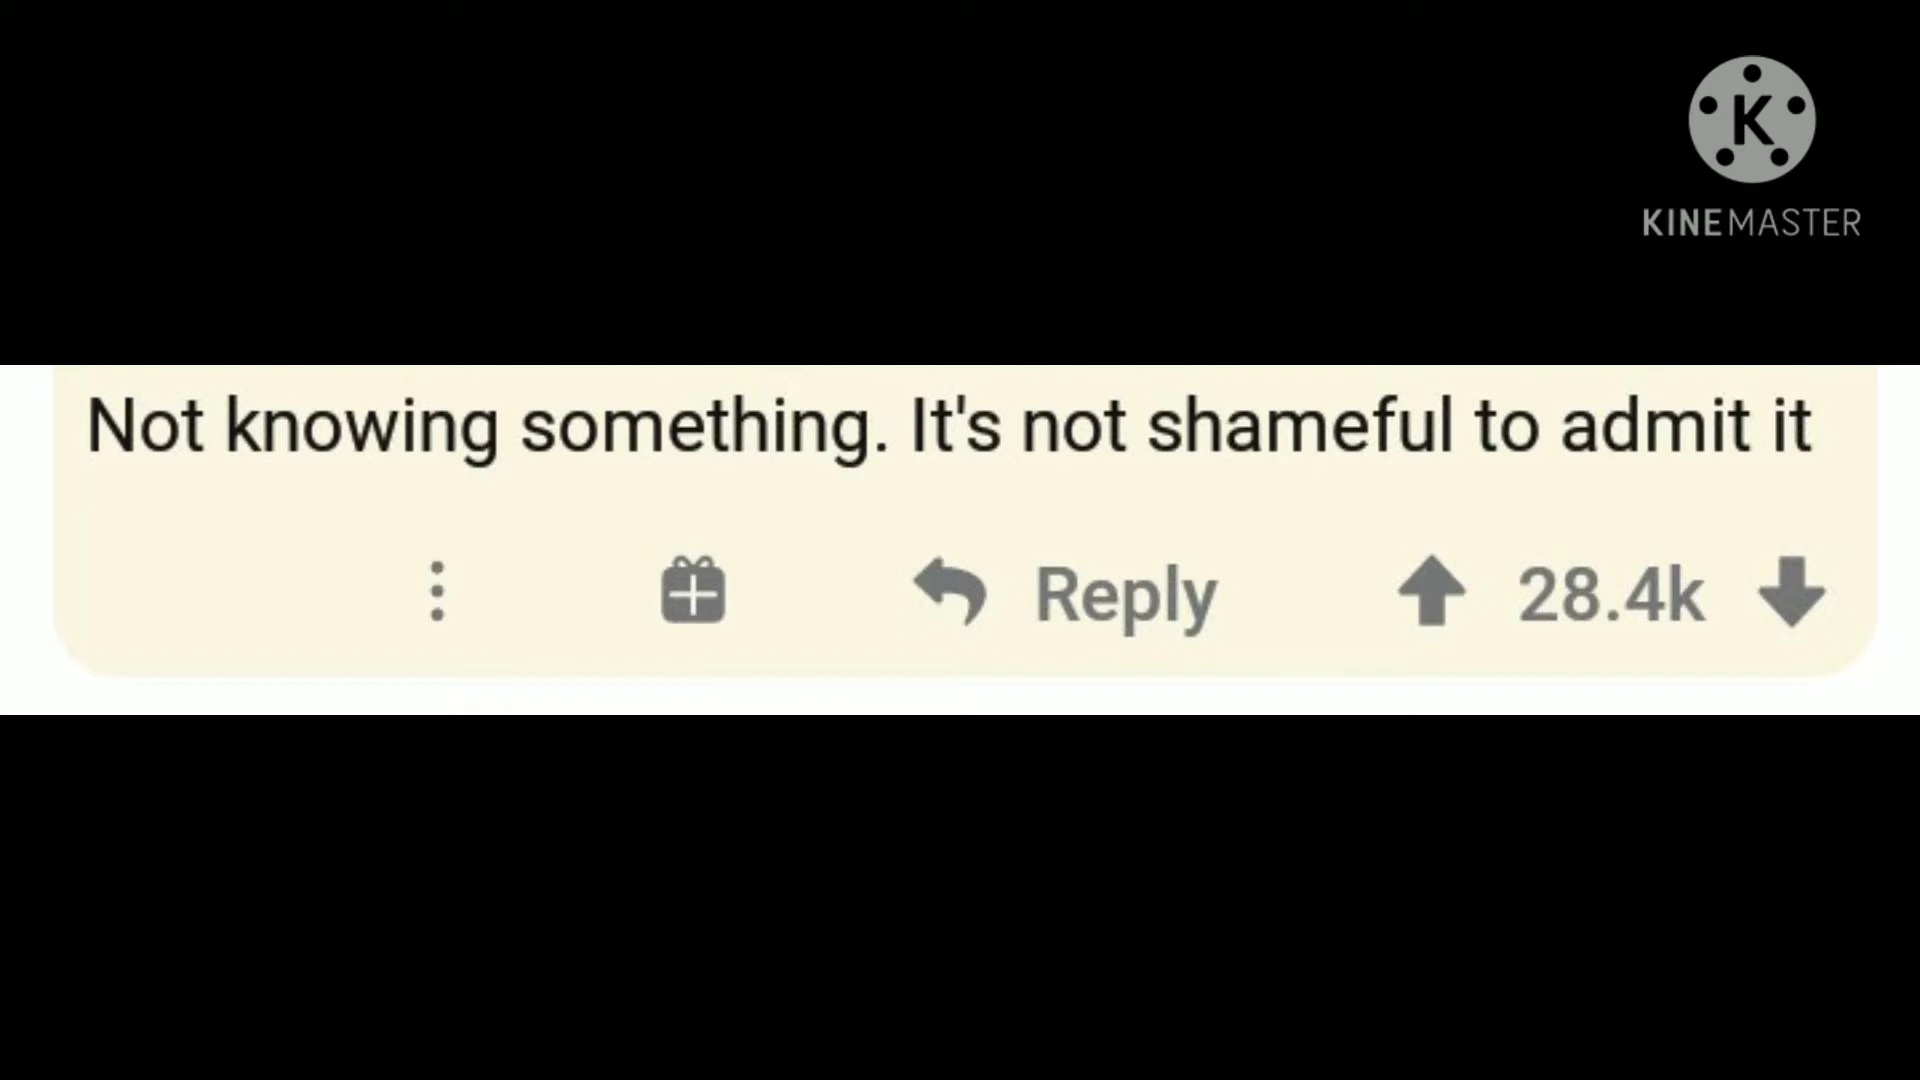 K
KINEMASTER
Not knowing something. It's not shameful to admit it
Reply 28.4k